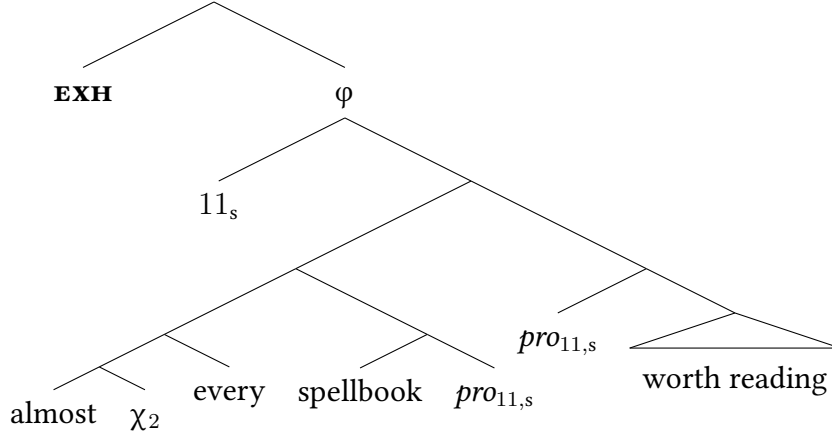 EXH φ
11s
pro11,s
worth reading
every spellbook pro11,s
almost χ2